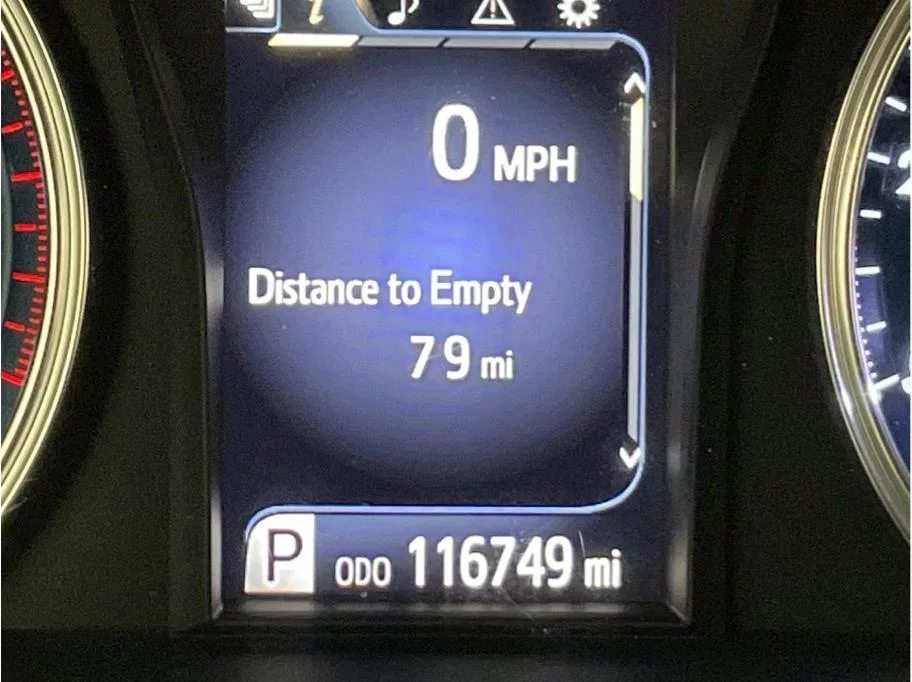 i
0 MPH
Distance to Empty
79 mi
P ODO 116749 mi